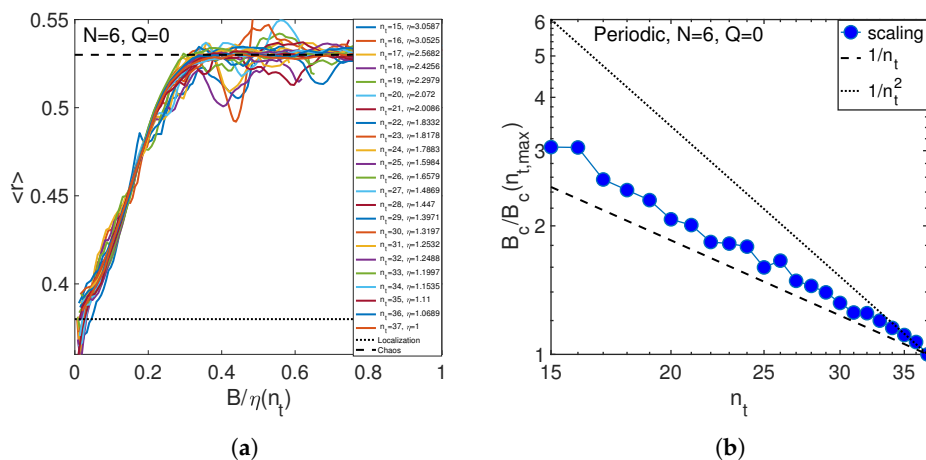 N=6, Q=0
<r>
0.5
0.45
0.4
0
0.2
0.4
0.6
0.8
1
B/η(n_t)
n_t=15, η=3.0587
n_t=16, η=3.0525
n_t=17, η=2.5682
n_t=18, η=2.4256
n_t=19, η=2.2979
n_t=20, η=2.072
n_t=21, η=2.0086
n_t=22, η=1.8332
n_t=23, η=1.8178
n_t=24, η=1.7883
n_t=25, η=1.5984
n_t=26, η=1.6579
n_t=27, η=1.4869
n_t=28, η=1.447
n_t=29, η=1.3971
n_t=30, η=1.3197
n_t=31, η=1.2532
n_t=32, η=1.2488
n_t=33, η=1.1997
n_t=34, η=1.1535
n_t=35, η=1.11
n_t=36, η=1.0689
n_t=37, η=1
Localization
Chaos
(a)
Periodic, N=6, Q=0
scaling
1/n_t
1/n_t^2
B_c/B_c(n_t,max)
6
5
4
3
2
1
15
20
25
30
35
n_t
(b)